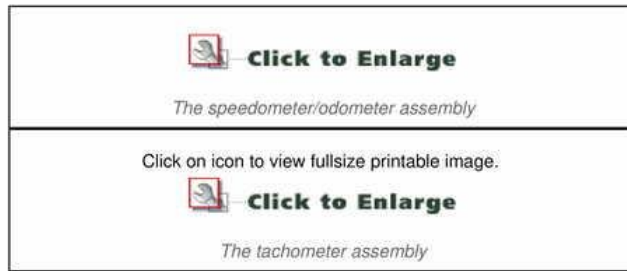 Click to Enlarge
The speedometer/odometer assembly
Click on icon to view fullsize printable image.
Click to Enlarge
The tachometer assembly